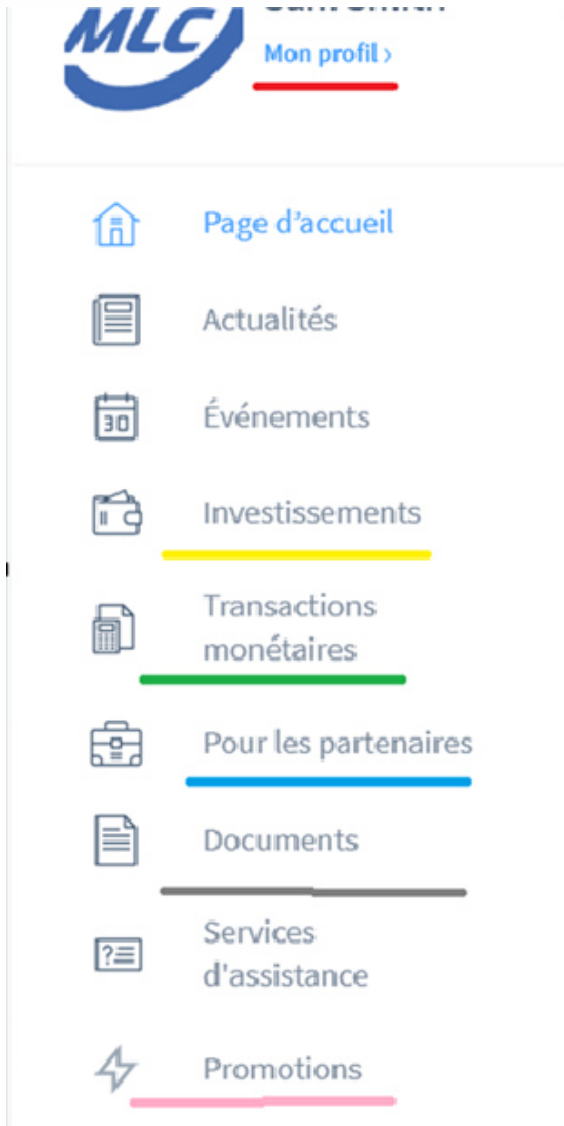 MLC
Mon profil ›
Page d'accueil
Actualités
30
Événements
Investissements
Transactions
monétaires
Pour les partenaires
Documents
Services
d'assistance
?
Promotions